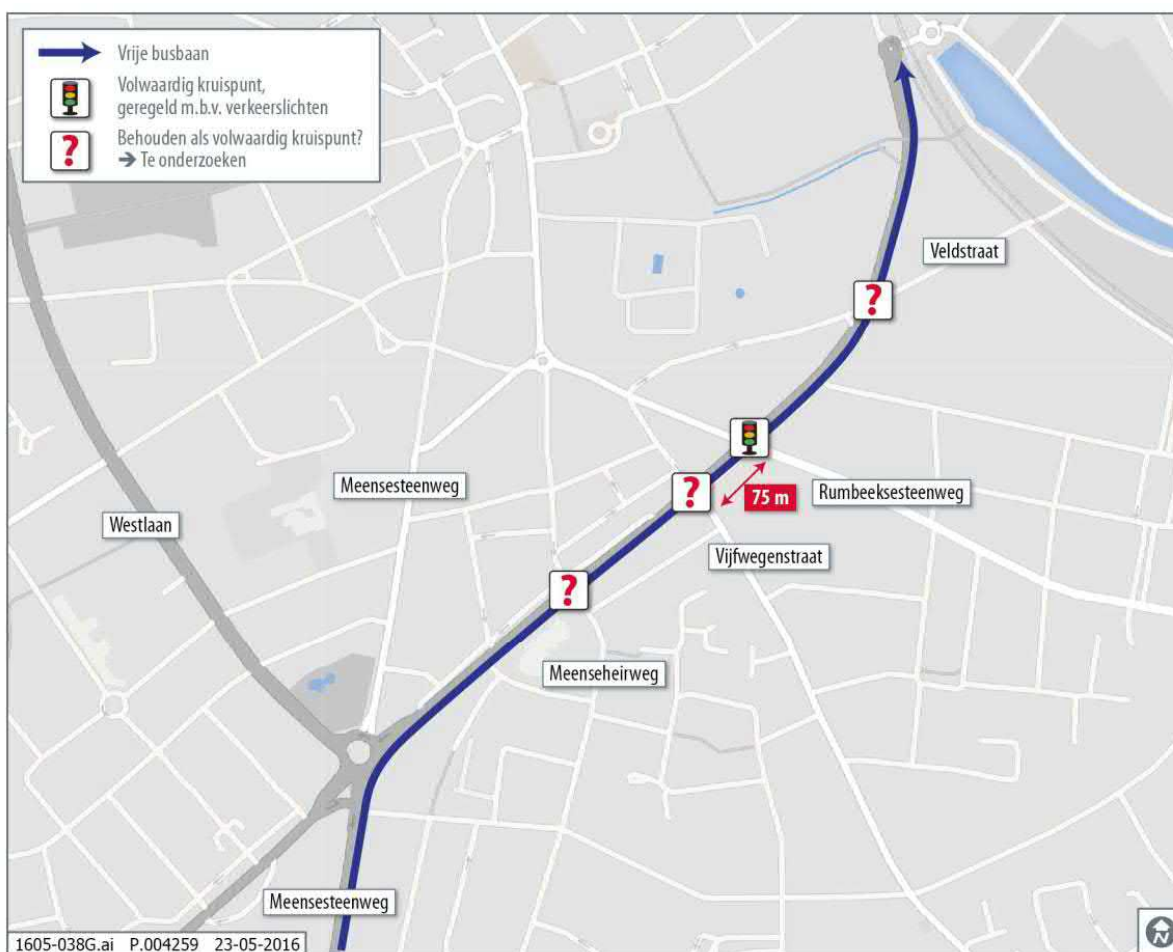 Vrije busbaan
Volwaardig kruispunt,
geregeld m.b.v. verkeerslichten
?
Behouden als volwaardig kruispunt?
➔ Te onderzoeken
Veldstraat
?
Meensesteenweg
?
75 m
Rumbeeksesteenweg
Westlaan
Vijfwegenstraat
?
Meenseheirweg
Meensesteenweg
1605-038G.ai P.004259 23-05-2016
N